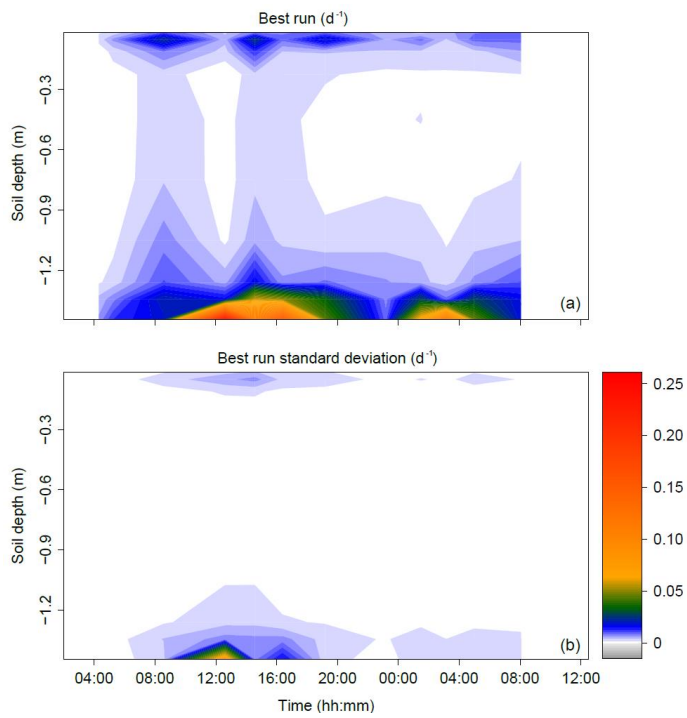 Best run (d⁻¹)
Soil depth (m)
−0.3
−0.6
−0.9
−1.2
(a)
Best run standard deviation (d⁻¹)
Soil depth (m)
−0.3
−0.6
−0.9
−1.2
(b)
0.25
0.20
0.15
0.10
0.05
0
04:00 08:00 12:00 16:00 20:00 00:00 04:00 08:00 12:00
Time (hh:mm)